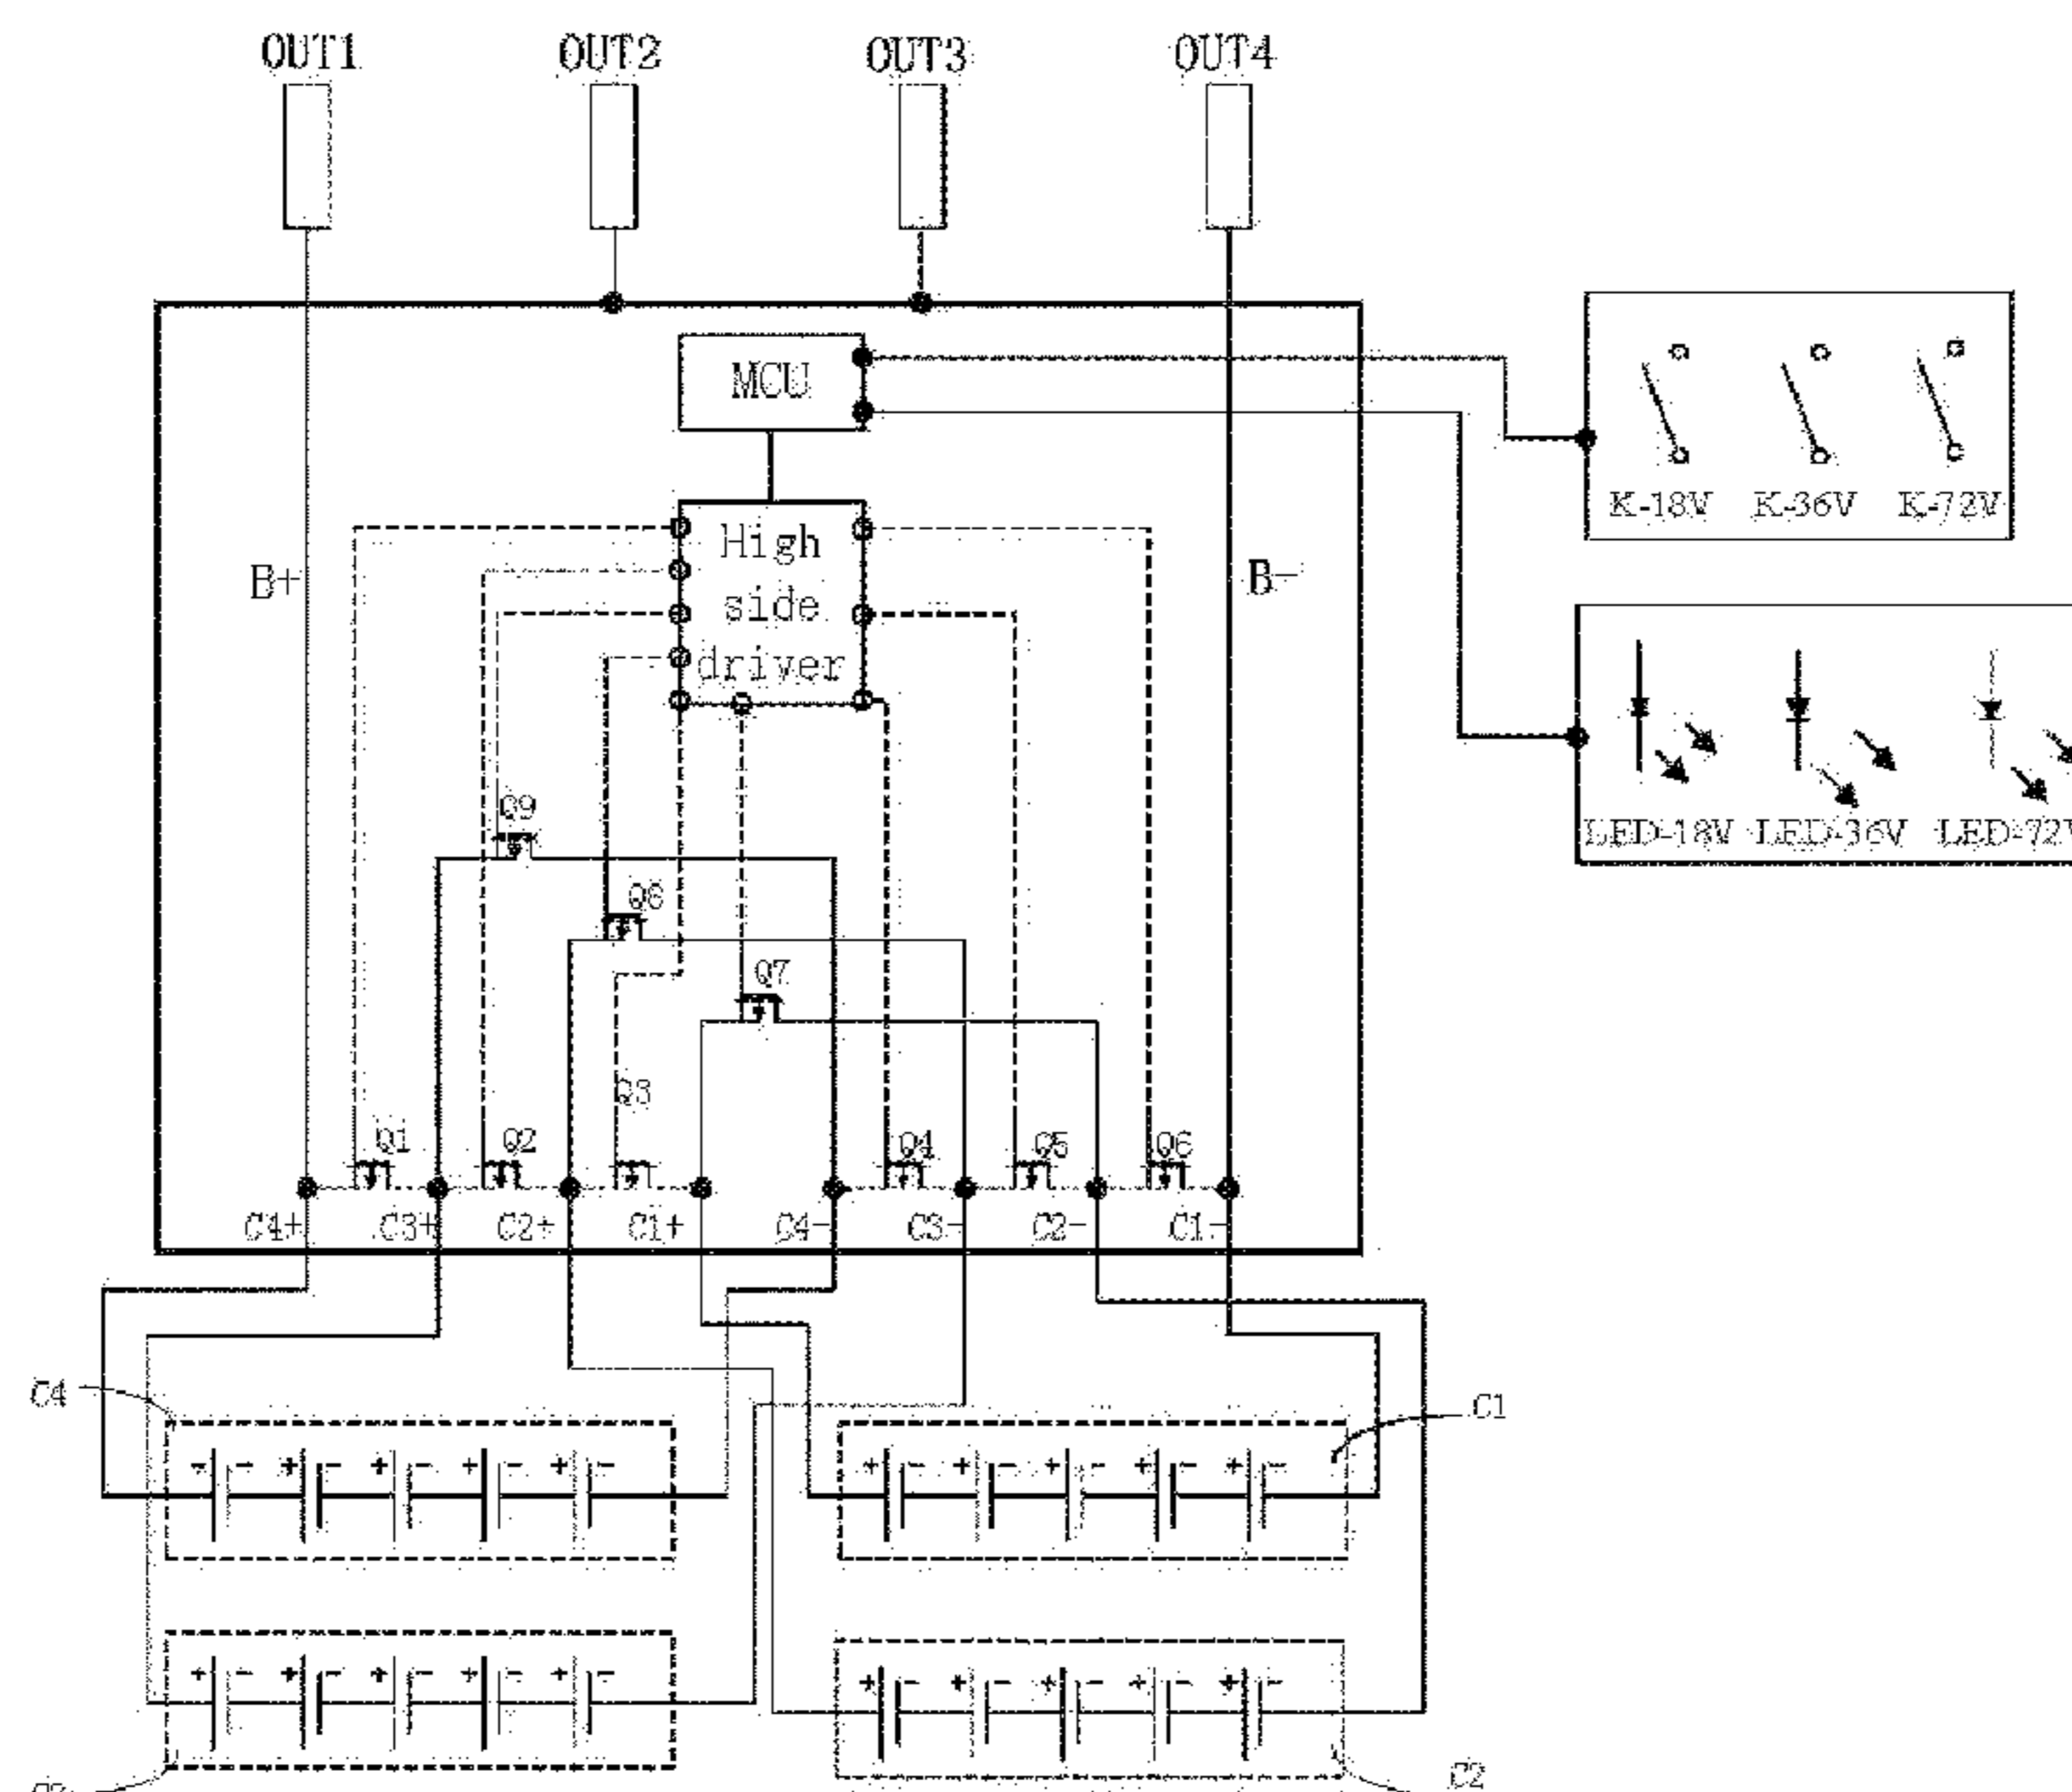 OUT1
OUT2
OUT3
OUT4
MCU
K-18V
K-36V
K-72V
High
side
driver
B+
B-
LED-18V
LED-36V
LED-72V
Q9
Q8
Q7
Q3
Q1
Q2
Q4
Q5
Q6
C4+
C3+
C2+
C1+
C4-
C3-
C2-
C1-
C4
C1
+ - + - + - + - + -
+ - + - + - + - + -
+ - + - + - + - + -
+ - + - + - + - + -
C2